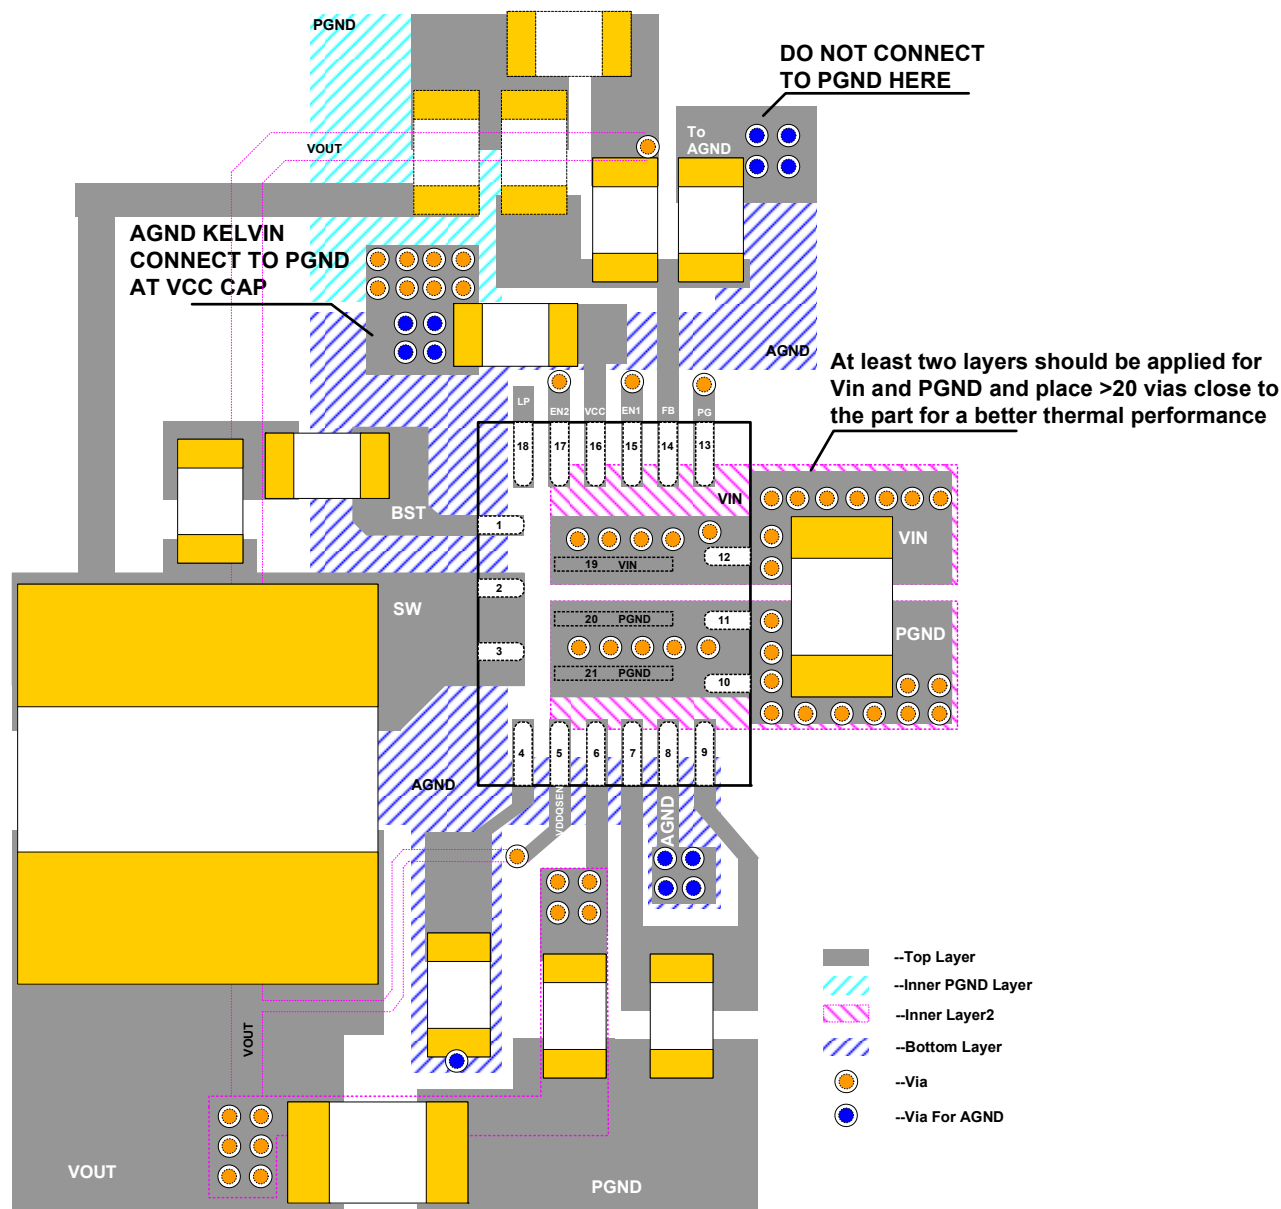 PGND
DO NOT CONNECT
TO PGND HERE
To
AGND
VOUT
AGND KELVIN
CONNECT TO PGND
AT VCC CAP
AGND
At least two layers should be applied for
Vin and PGND and place >20 vias close to
the part for a better thermal performance
LP
EN2
VCC
EN1
FB
PG
18
17
16
15
14
13
VIN
BST
1
VIN
12
19 VIN
2
SW
11
20 PGND
PGND
3
21 PGND
10
4
5
6
7
8
9
AGND
VDDQSEN
AGND
--Top Layer
--Inner PGND Layer
--Inner Layer2
VOUT
--Bottom Layer
--Via
--Via For AGND
VOUT
PGND